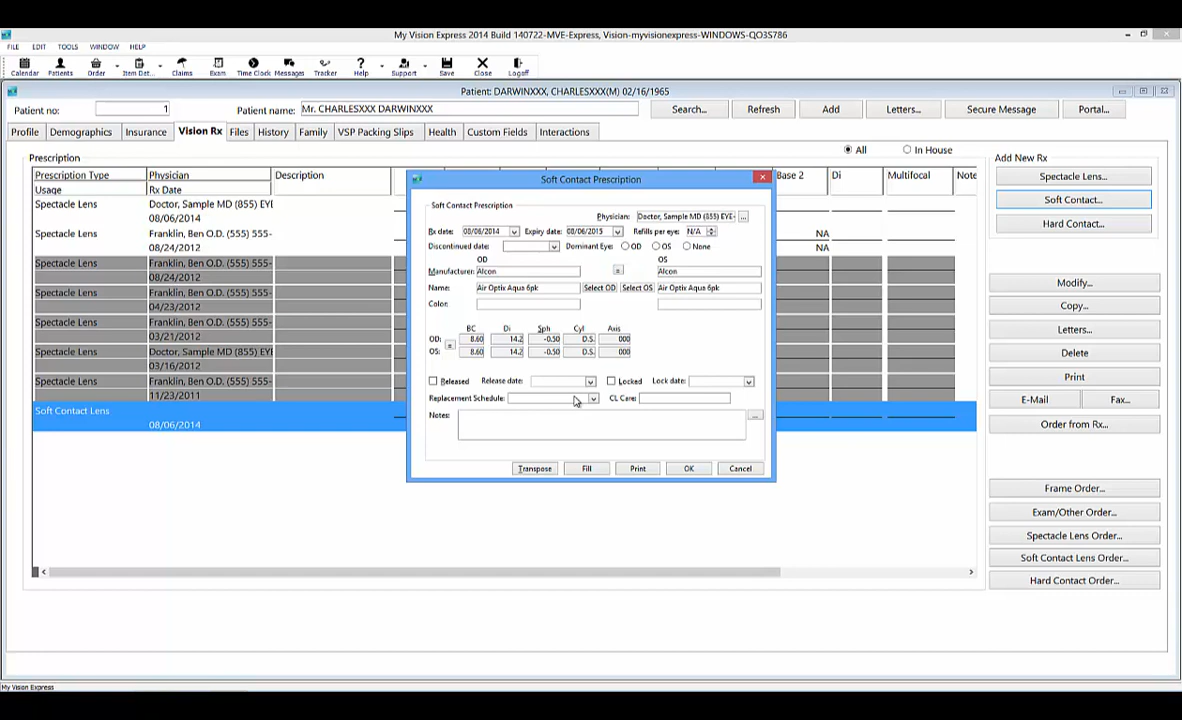 My Vision Express 2014 Build 140722-MVE-Express, Vision-myvisionexpress-WINDOWS-QO3S786
FILE EDIT TOOLS WINDOW HELP
Calendar Patients Order Item Det... Claims Exam Time Clock Messages Tracker Help Support Save Close Logoff
Patient: DARWINXXX, CHARLESXXX(M) 02/16/1965
Patient no: 1 Patient name: Mr. CHARLESXXX DARWINXXX Search... Refresh Add Letters... Secure Message Portal...
Profile Demographics Insurance Vision Rx Files History Family VSP Packing Slips Health Custom Fields Interactions
All In House
Prescription
Prescription Type Physician Description Base 2 Di Multifocal Note
Usage Rx Date
Spectacle Lens Doctor, Sample MD (855) EYE
08/06/2014
Spectacle Lens Franklin, Ben O.D. (555) 555- NA
08/24/2012 NA
Spectacle Lens Franklin, Ben O.D. (555) 555-
08/24/2012
Spectacle Lens Franklin, Ben O.D. (555) 555-
04/23/2012
Spectacle Lens Franklin, Ben O.D. (555) 555-
03/21/2012
Spectacle Lens Doctor, Sample MD (855) EYE
03/16/2012
Spectacle Lens Franklin, Ben O.D. (555) 555-
11/23/2011
Soft Contact Lens
08/06/2014
Soft Contact Prescription
Soft Contact Prescription
Physician: Doctor, Sample MD (855) EYE- ...
Rx date: 08/06/2014 Expiry date: 08/06/2015 Refills per eye: N/A
Discontinued date: Dominant Eye: OD OS None
OD OS
Manufacturer: Alcon = Alcon
Name: Air Optix Aqua 6pk Select OD Select OS Air Optix Aqua 6pk
Color:
BC Di Sph Cyl Axis
OD: 8.60 14.2 -0.50 D.S. 000
=
OS: 8.60 14.2 -0.50 D.S. 000
Released Release date: Locked Lock date:
Replacement Schedule: CL Care:
Notes: ...
Transpose Fill Print OK Cancel
Add New Rx
Spectacle Lens...
Soft Contact...
Hard Contact...
Modify...
Copy...
Letters...
Delete
Print
E-Mail Fax...
Order from Rx...
Frame Order...
Exam/Other Order...
Spectacle Lens Order...
Soft Contact Lens Order...
Hard Contact Order...
My Vision Express